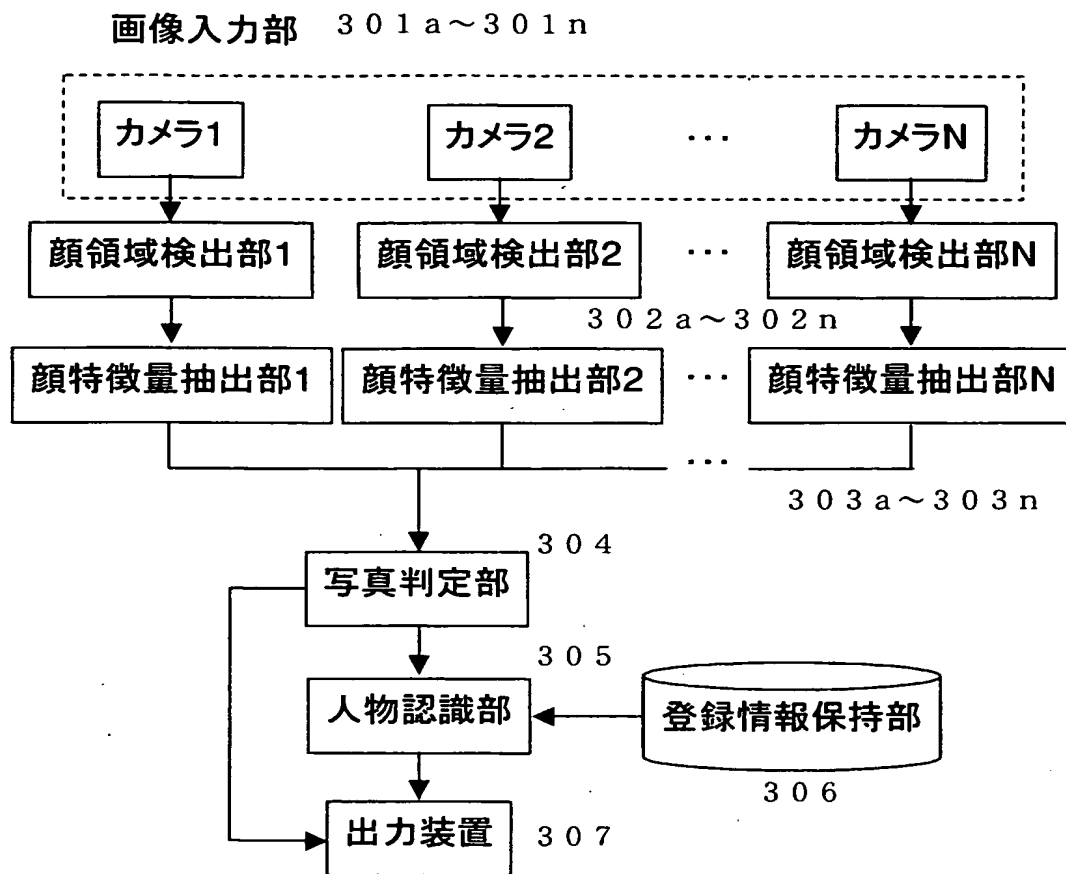 画像入力部 301a~301n
カメラ1 カメラ2 ・・・ カメラN
顔領域検出部1 顔領域検出部2 ・・・ 顔領域検出部N
302a~302n
顔特徴量抽出部1 顔特徴量抽出部2 ・・・ 顔特徴量抽出部N
・・・
303a~303n
304
写真判定部
305
人物認識部 登録情報保持部
306
出力装置 307